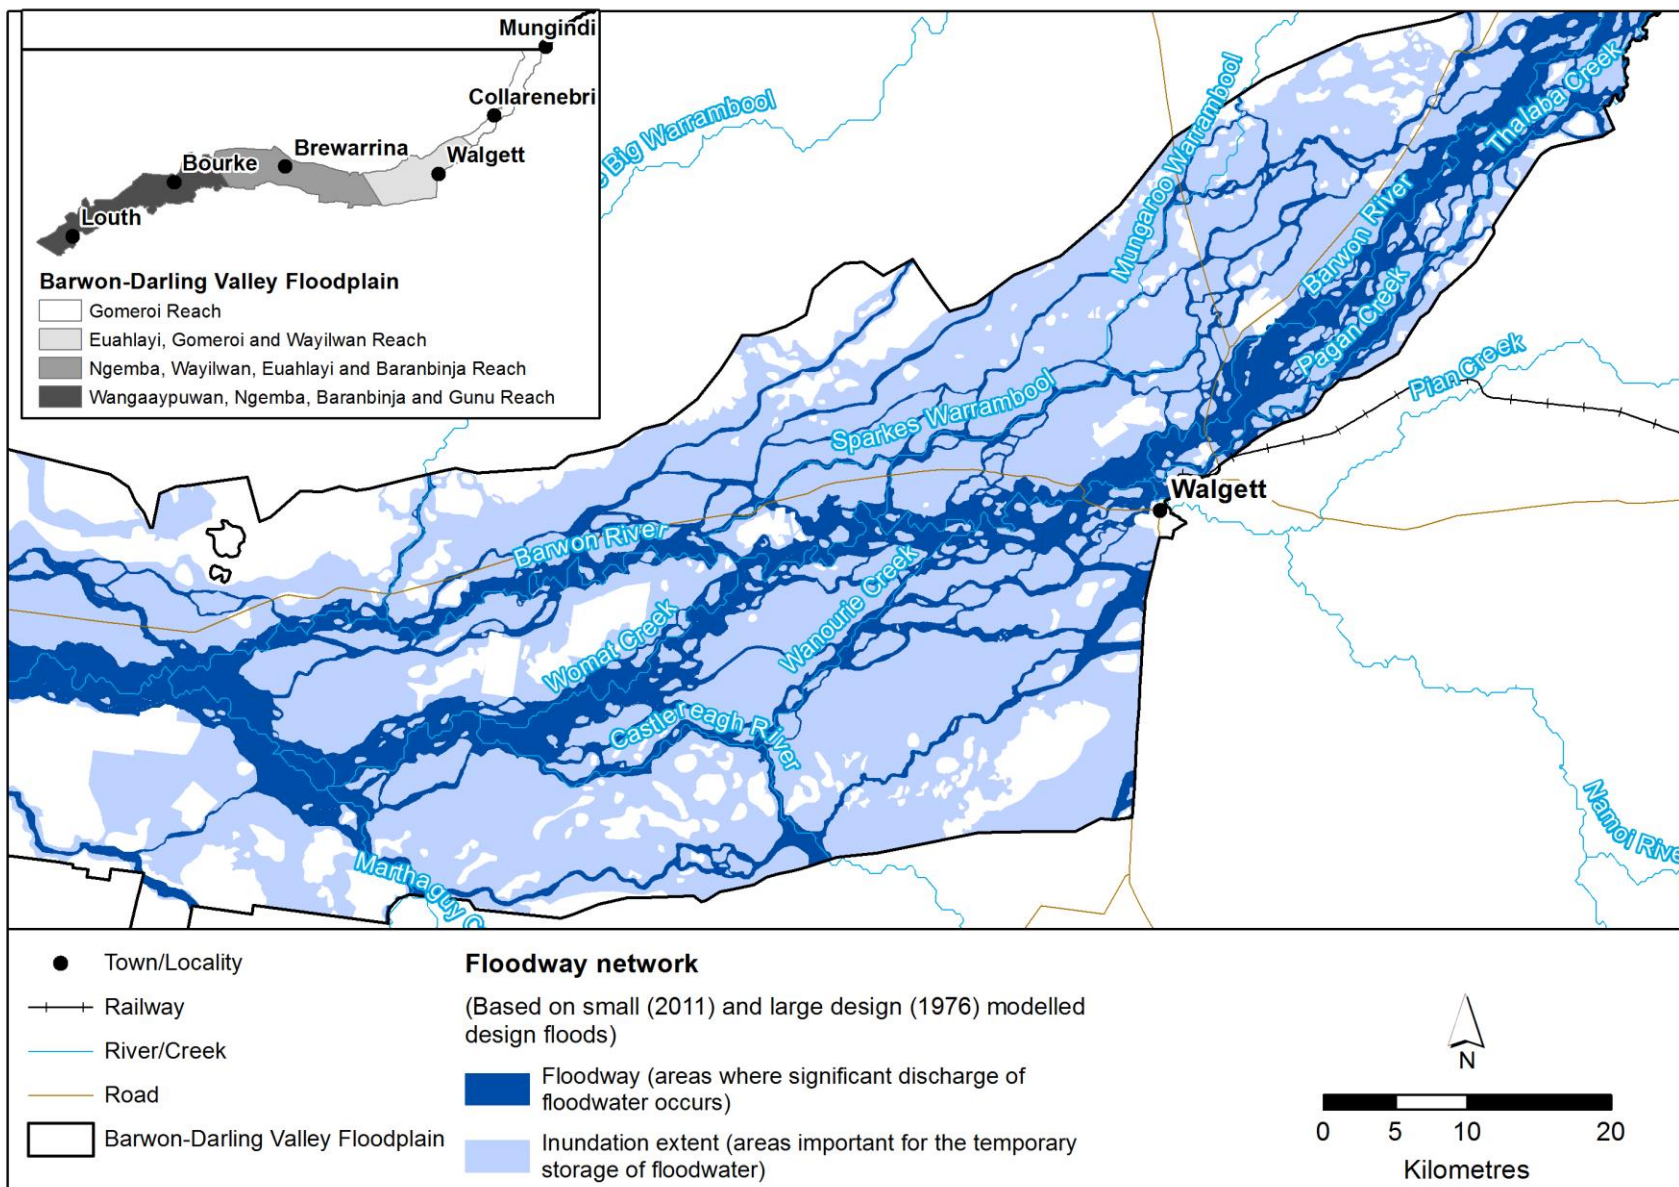 Mungindi
Collarenebri
Brewarrina
Bourke
Walgett
Louth
Barwon-Darling Valley Floodplain
Gomeroi Reach
Euahlayi, Gomeroi and Wayilwan Reach
Ngemba, Wayilwan, Euahlayi and Baranbinja Reach
Wangaaypuwan, Ngemba, Baranbinja and Gunu Reach
e Big Warrambool
Mungaroo Warrambool
Thalaba Creek
Barwon River
Pagan Creek
Pian Creek
Sparkes Warrambool
Walgett
Barwon River
Wanourie Creek
Womat Creek
Castlereagh River
Namoi River
Marthaguy C
Town/Locality
Railway
River/Creek
Road
Barwon-Darling Valley Floodplain
Floodway network
(Based on small (2011) and large design (1976) modelled
design floods)
Floodway (areas where significant discharge of
floodwater occurs)
Inundation extent (areas important for the temporary
storage of floodwater)
N
0 5 10 20
Kilometres